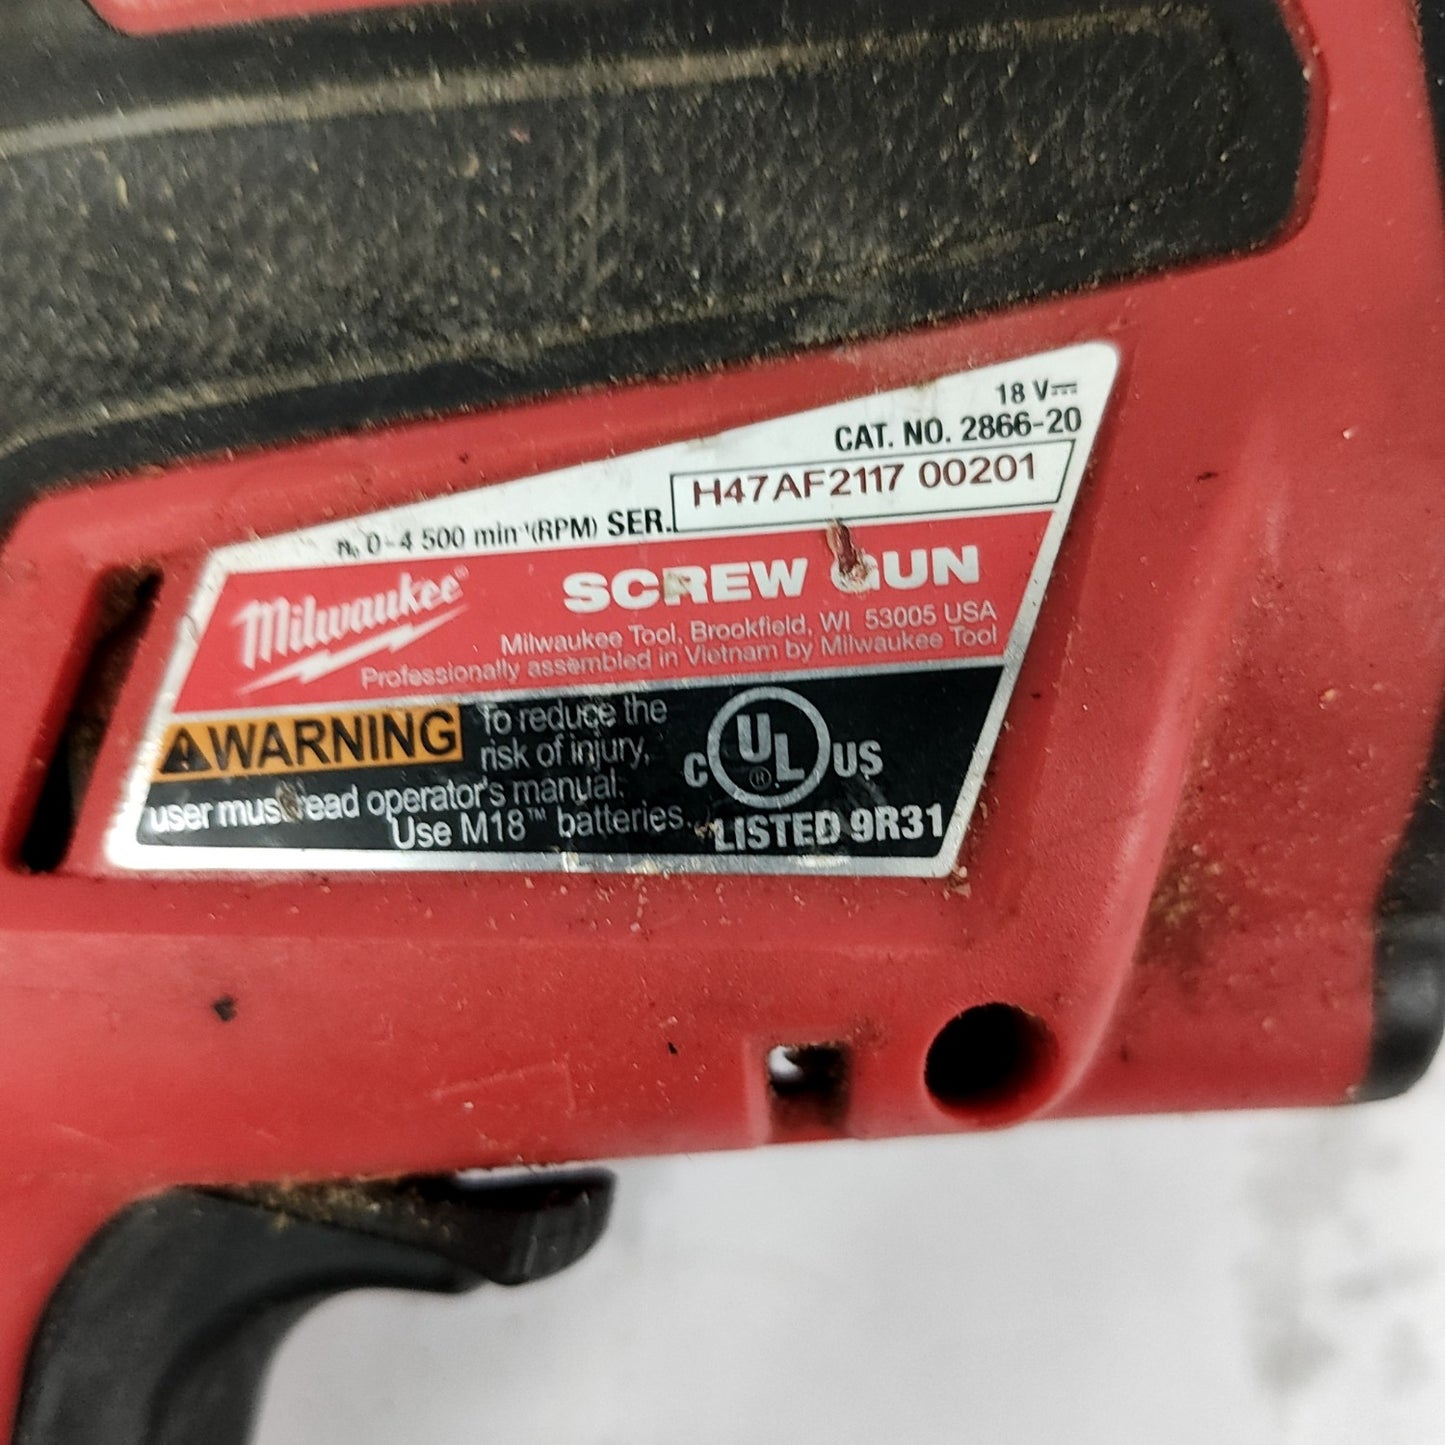 18 V
CAT. NO. 2866-20
n₀ 0-4 500 min⁻¹(RPM) SER. H47AF2117 00201
Milwaukee™ SCREW GUN
Milwaukee Tool, Brookfield, WI 53005 USA
Professionally assembled in Vietnam by Milwaukee Tool
WARNING To reduce the
risk of injury,
user must read operator's manual.
Use M18™ batteries.
C UL ® US
LISTED 9R31